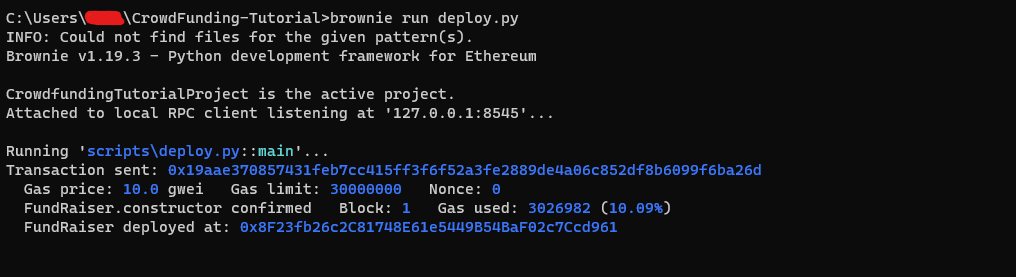 C:\Users\\CrowdFunding-Tutorial>brownie run deploy.py
INFO: Could not find files for the given pattern(s).
Brownie v1.19.3 - Python development framework for Ethereum
CrowdfundingTutorialProject is the active project.
Attached to local RPC client listening at '127.0.0.1:8545'...
Running 'scripts\deploy.py::main'...
Transaction sent: 0x19aae370857431feb7cc415ff3f6f52a3fe2889de4a06c852df8b6099f6ba26d
Gas price: 10.0 gwei   Gas limit: 30000000   Nonce: 0
FundRaiser.constructor confirmed   Block: 1   Gas used: 3026982 (10.09%)
FundRaiser deployed at: 0x8F23fb26c2C81748E61e5449B54BaF02c7Ccd961